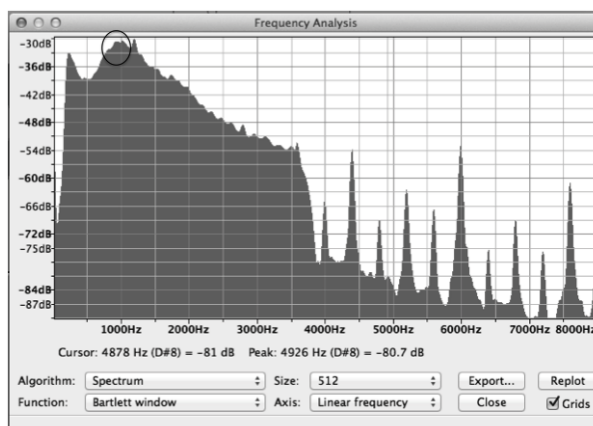 Frequency Analysis
-30dB
-36dB
-42dB
-48dB
-54dB
-60dB
-66dB
-72dB
-75dB
-84dB
-87dB
1000Hz 2000Hz 3000Hz 4000Hz 5000Hz 6000Hz 7000Hz 8000Hz
Cursor: 4878 Hz (D#8) = -81 dB Peak: 4926 Hz (D#8) = -80.7 dB
Algorithm: Spectrum Size: 512 Export... Replot
Function: Bartlett window Axis: Linear frequency Close Grids